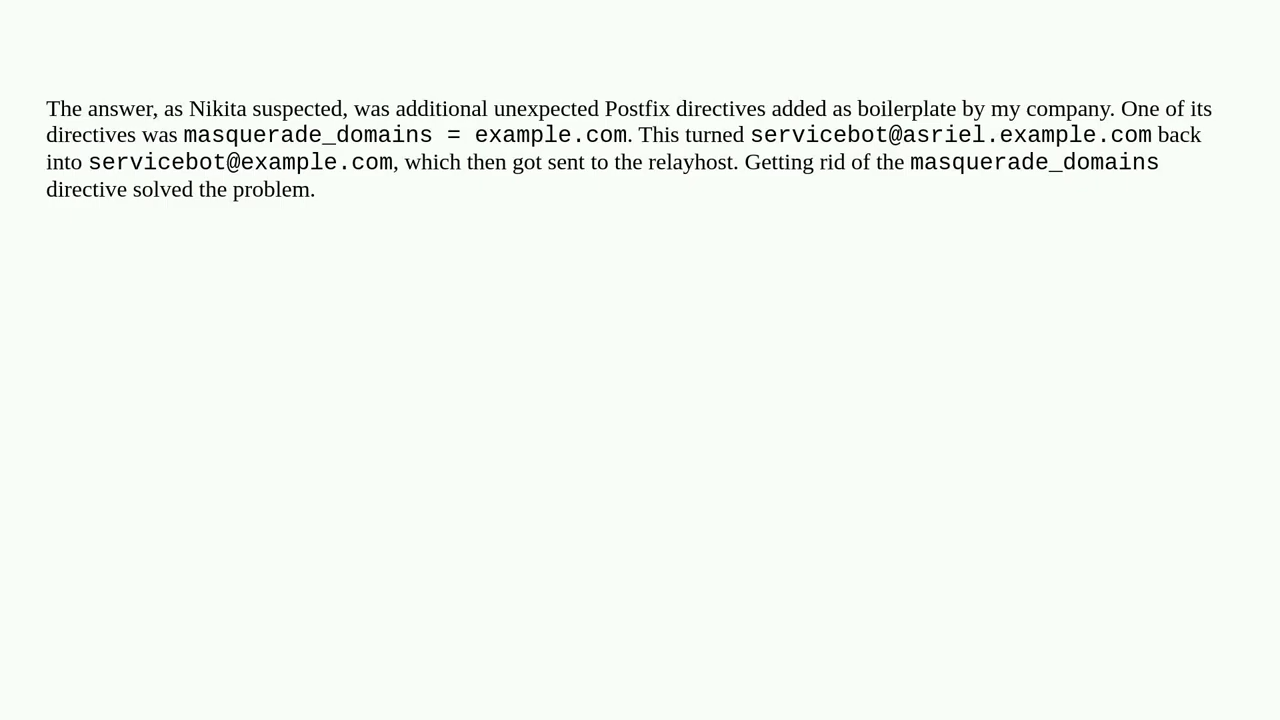 The answer, as Nikita suspected, was additional unexpected Postfix directives added as boilerplate by my company. One of its
directives was masquerade_domains = example.com. This turned servicebot@asriel.example.com back
into servicebot@example.com, which then got sent to the relayhost. Getting rid of the masquerade_domains
directive solved the problem.